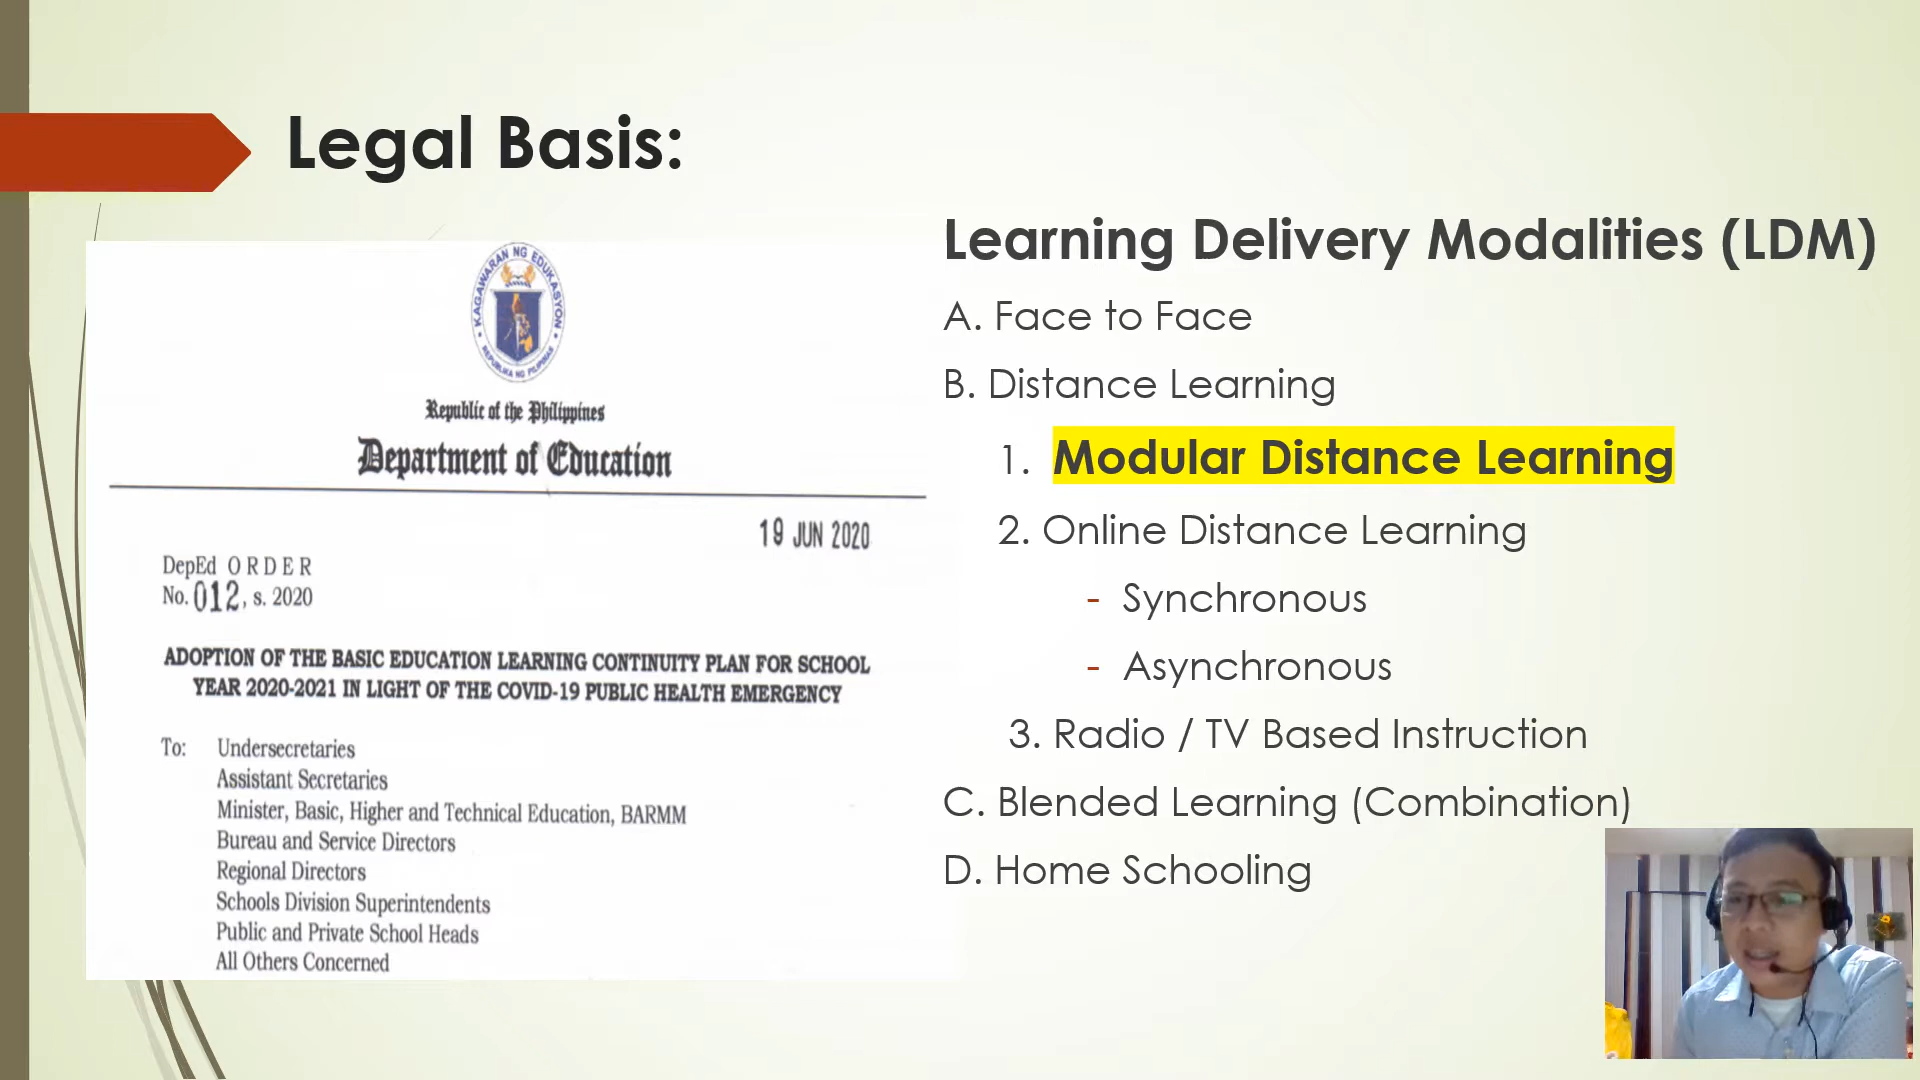 Legal Basis:
KAGAWARAN NG EDUKASYON
REPUBLIKA NG PILIPINAS
Republic of the Philippines
Department of Education
19 JUN 2020
DepEd ORDER
No. 012, s. 2020
ADOPTION OF THE BASIC EDUCATION LEARNING CONTINUITY PLAN FOR SCHOOL
YEAR 2020-2021 IN LIGHT OF THE COVID-19 PUBLIC HEALTH EMERGENCY
To: Undersecretaries
Assistant Secretaries
Minister, Basic, Higher and Technical Education, BARMM
Bureau and Service Directors
Regional Directors
Schools Division Superintendents
Public and Private School Heads
All Others Concerned
Learning Delivery Modalities (LDM)
A. Face to Face
B. Distance Learning
1. Modular Distance Learning
2. Online Distance Learning
- Synchronous
- Asynchronous
3. Radio / TV Based Instruction
C. Blended Learning (Combination)
D. Home Schooling